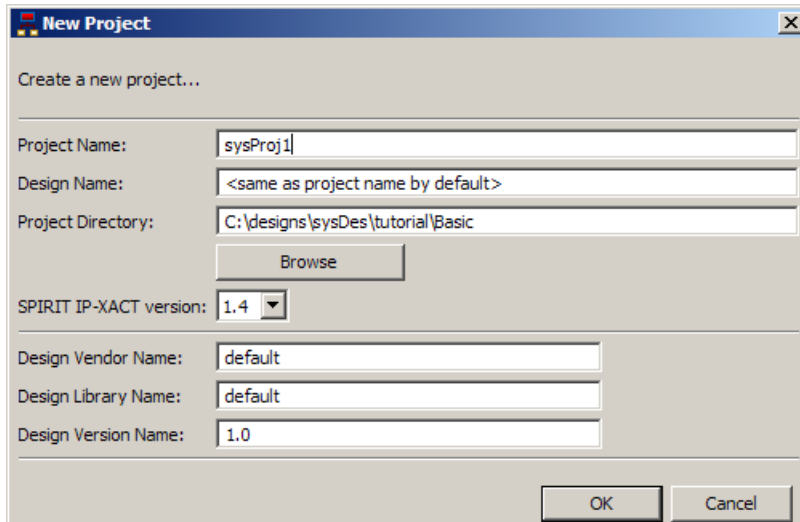 New Project
Create a new project...
Project Name: sysProj1
Design Name: <same as project name by default>
Project Directory: C:\designs\sysDes\tutorial\Basic
Browse
SPIRIT IP-XACT version: 1.4
Design Vendor Name: default
Design Library Name: default
Design Version Name: 1.0
OK Cancel